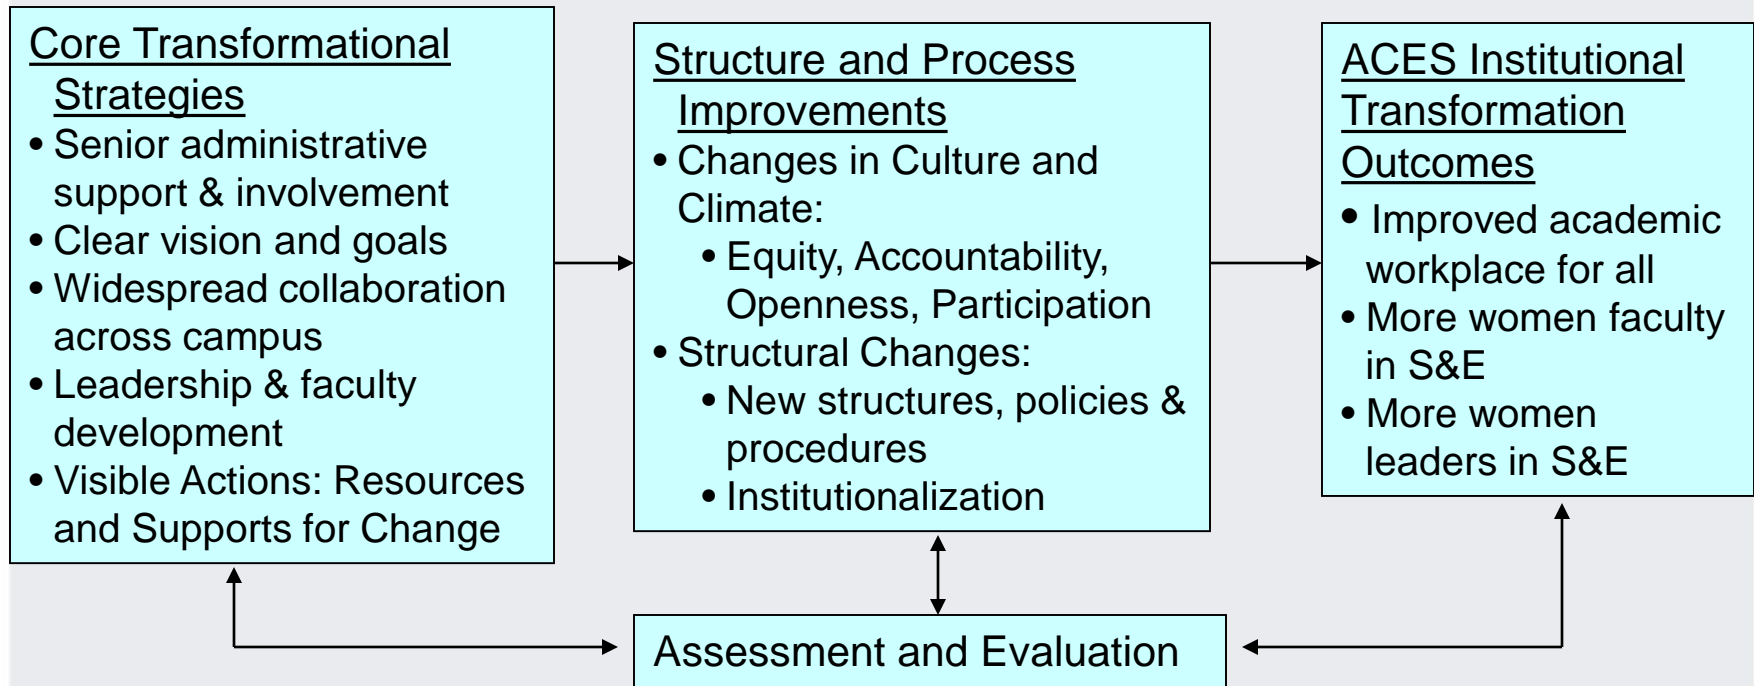 Core Transformational
Strategies
• Senior administrative
support & involvement
• Clear vision and goals
• Widespread collaboration
across campus
• Leadership & faculty
development
• Visible Actions: Resources
and Supports for Change
Structure and Process
Improvements
• Changes in Culture and
Climate:
• Equity, Accountability,
Openness, Participation
• Structural Changes:
• New structures, policies &
procedures
• Institutionalization
ACES Institutional
Transformation
Outcomes
• Improved academic
workplace for all
• More women faculty
in S&E
• More women
leaders in S&E
Assessment and Evaluation